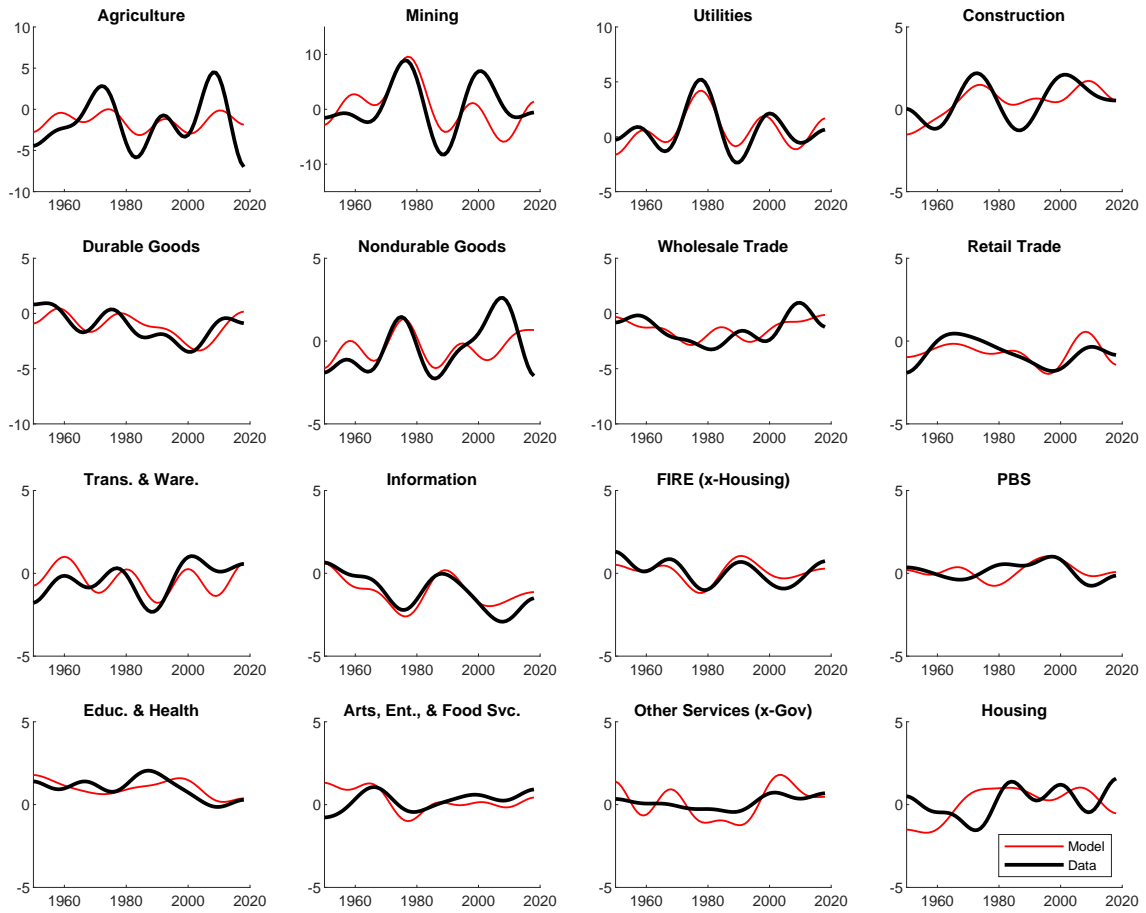 Agriculture
Mining
Utilities
Construction
10
5
0
-5
-10
1960 1980 2000 2020
10
0
-10
1960 1980 2000 2020
10
5
0
-5
1960 1980 2000 2020
5
0
-5
1960 1980 2000 2020
Durable Goods
Nondurable Goods
Wholesale Trade
Retail Trade
5
0
-5
-10
1960 1980 2000 2020
5
0
-5
1960 1980 2000 2020
5
0
-5
-10
1960 1980 2000 2020
5
0
-5
1960 1980 2000 2020
Trans. & Ware.
Information
FIRE (x-Housing)
PBS
5
0
-5
1960 1980 2000 2020
5
0
-5
1960 1980 2000 2020
5
0
-5
1960 1980 2000 2020
5
0
-5
1960 1980 2000 2020
Educ. & Health
Arts, Ent., & Food Svc.
Other Services (x-Gov)
Housing
5
0
-5
1960 1980 2000 2020
5
0
-5
1960 1980 2000 2020
5
0
-5
1960 1980 2000 2020
5
0
-5
1960 1980 2000 2020
Model
Data